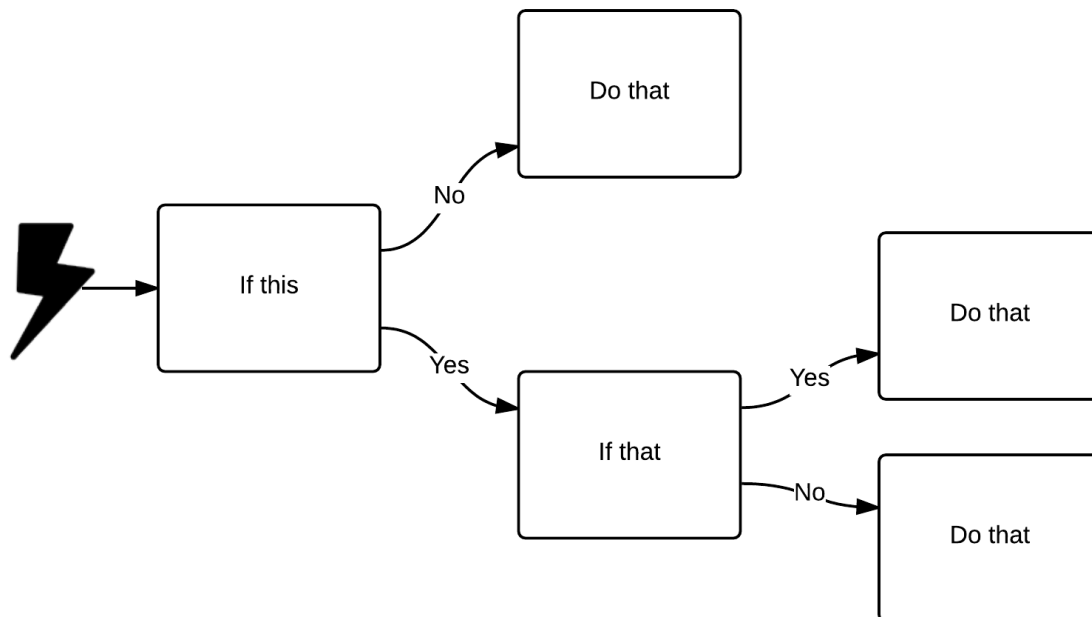 Do that
No
If this
Yes
If that
Yes
Do that
No
Do that